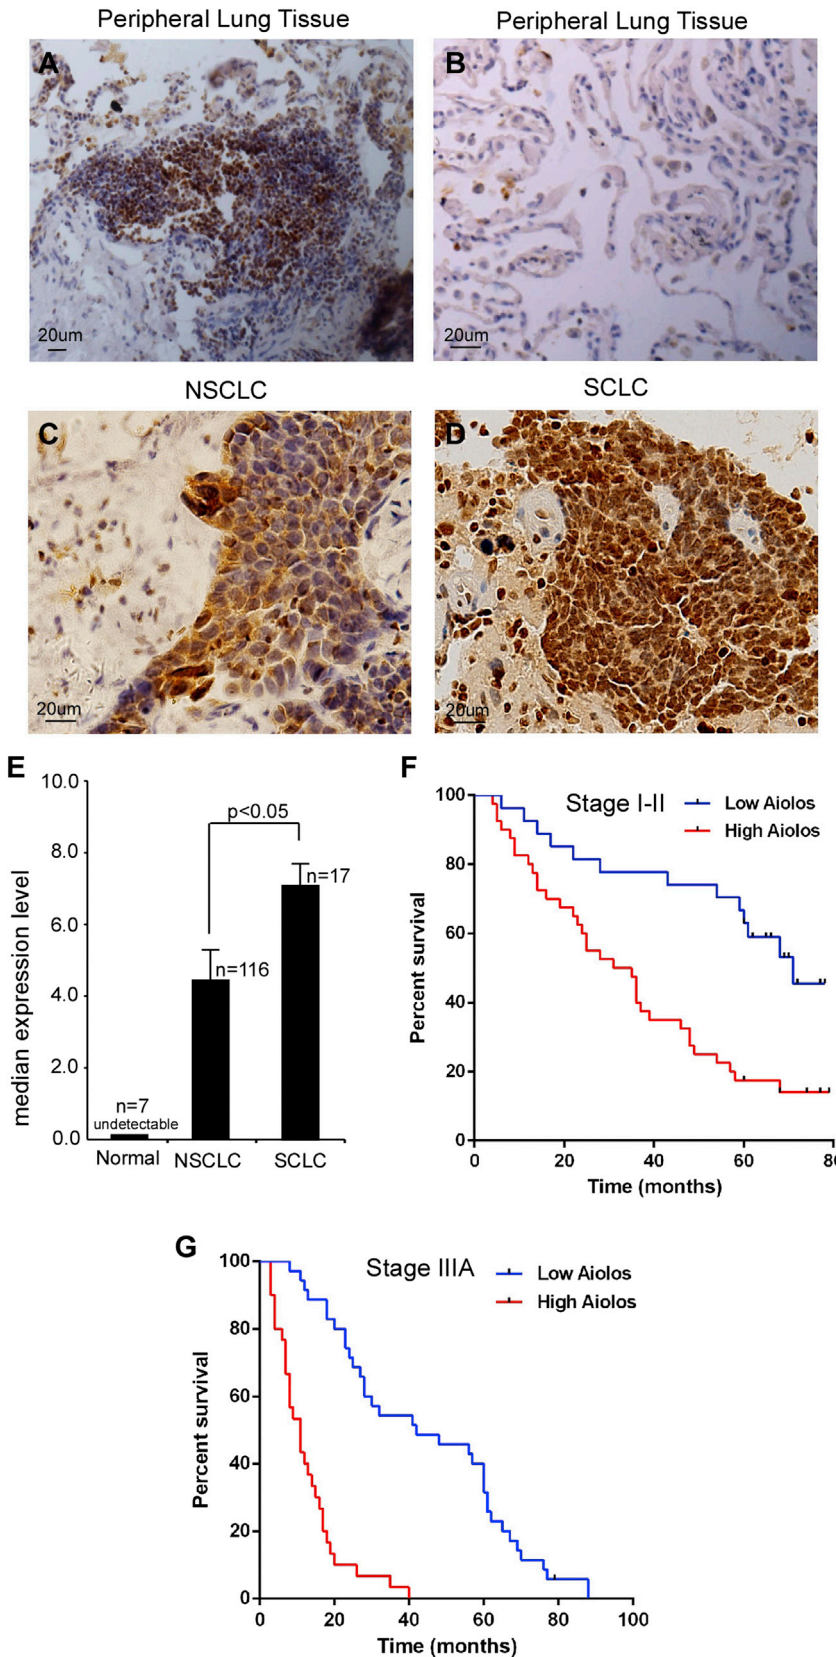 Peripheral Lung Tissue
Peripheral Lung Tissue
A
20um
B
20um
NSCLC
SCLC
C
20um
D
20um
E
median expression level
10.0
8.0
6.0
4.0
2.0
0.0
p<0.05
n=17
n=116
n=7
undetectable
Normal
NSCLC
SCLC
F
Percent survival
100
80
60
40
20
0
Stage I-II
Low Aiolos
High Aiolos
0
20
40
60
80
Time (months)
G
Percent survival
100
80
60
40
20
0
Stage IIIA
Low Aiolos
High Aiolos
0
20
40
60
80
100
Time (months)